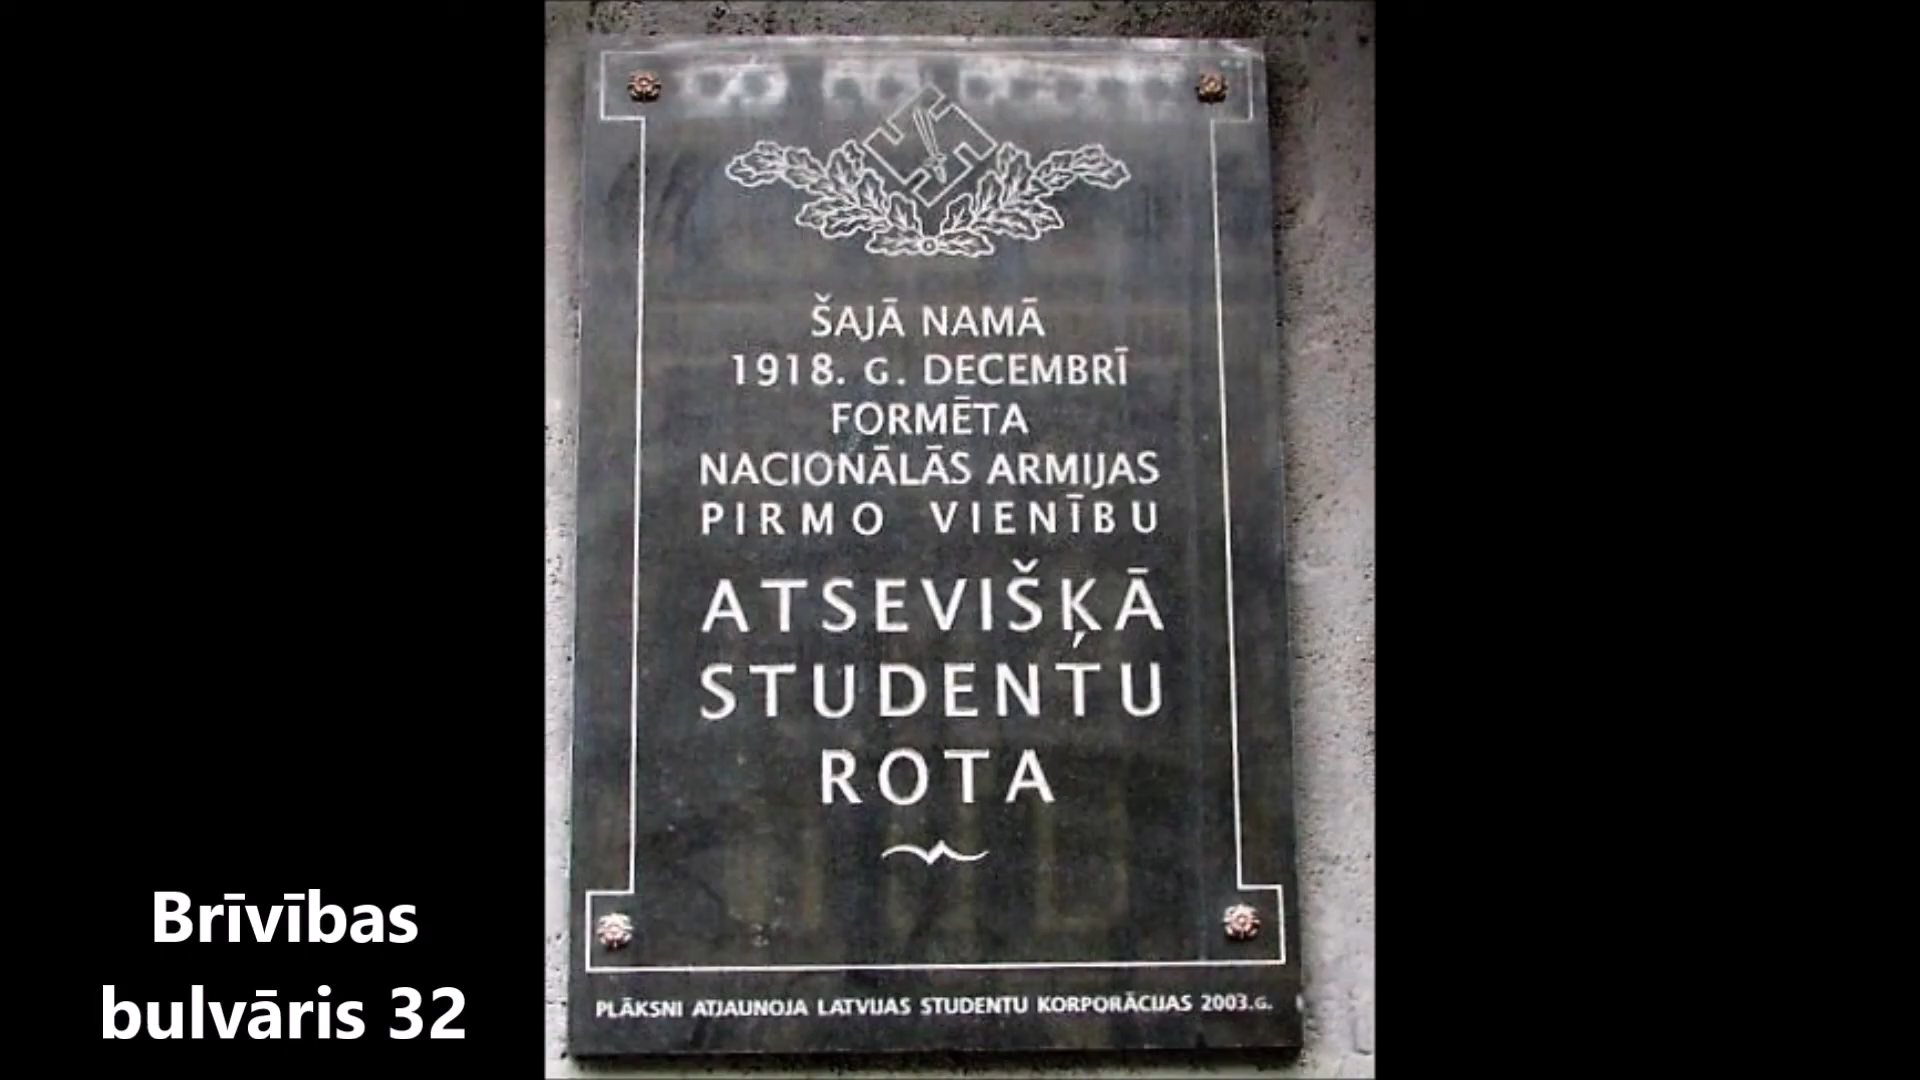 ŠAJĀ NAMĀ
1918. G. DECEMBRĪ
FORMĒTA
NACIONĀLĀS ARMIJAS
PIRMO VIENĪBU
ATSEVIŠĶĀ
STUDENTU
ROTA
PLĀKSNI ATJAUNOJA LATVIJAS STUDENTU KORPORĀCIJAS 2003.G.
Brīvības
bulvāris 32